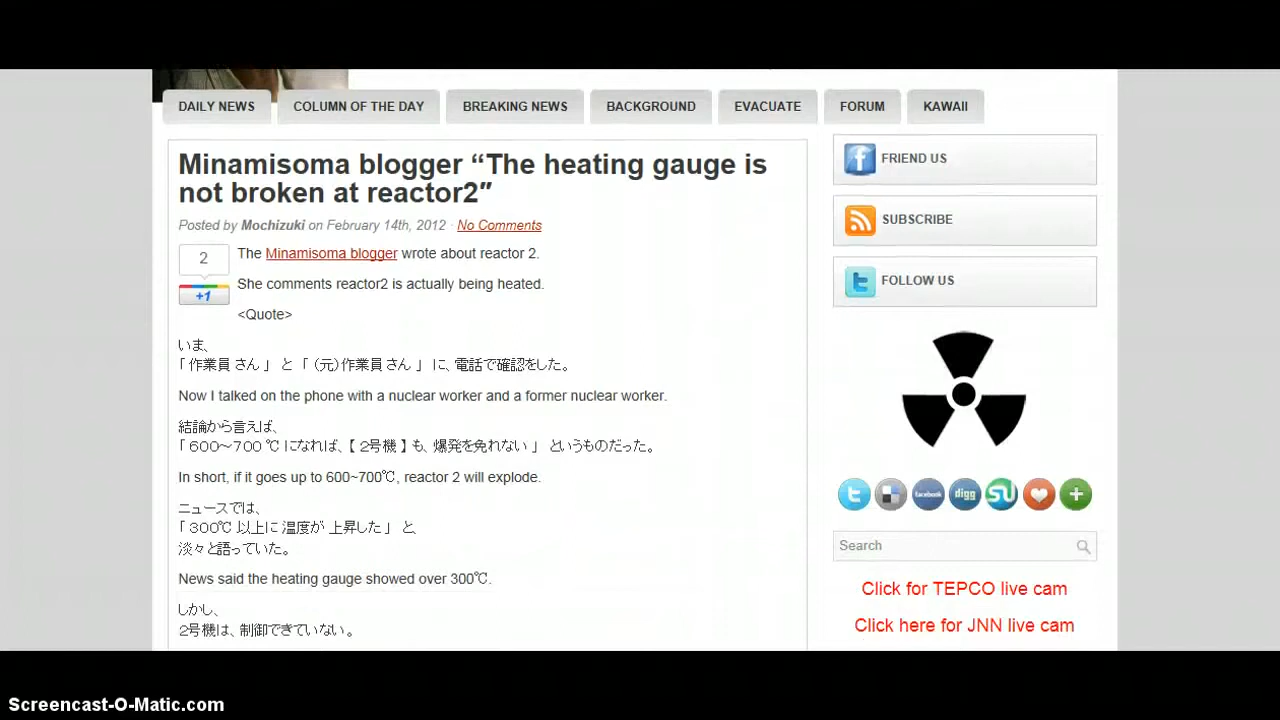 DAILY NEWS
COLUMN OF THE DAY
BREAKING NEWS
BACKGROUND
EVACUATE
FORUM
KAWAII
Minamisoma blogger “The heating gauge is
not broken at reactor2″
Posted by Mochizuki on February 14th, 2012 · No Comments
2
+1
The Minamisoma blogger wrote about reactor 2.
She comments reactor2 is actually being heated.
<Quote>
いま、
「 作業員 さん 」 と 「 （元）作業員 さん 」 に、電話で確認をした。
Now I talked on the phone with a nuclear worker and a former nuclear worker.
結論から言えば、
「 ６００～７００ ℃ になれば、【 ２号機 】 も、爆発を免れない 」 というものだった。
In short, if it goes up to 600~700℃, reactor 2 will explode.
ニュースでは、
「 ３００℃ 以上に 温度が 上昇した 」 と、
淡々と語っていた。
News said the heating gauge showed over 300℃.
しかし、
２号機は、制御できていない。
FRIEND US
SUBSCRIBE
FOLLOW US
facebook
digg
Search
Click for TEPCO live cam
Click here for JNN live cam
Screencast-O-Matic.com